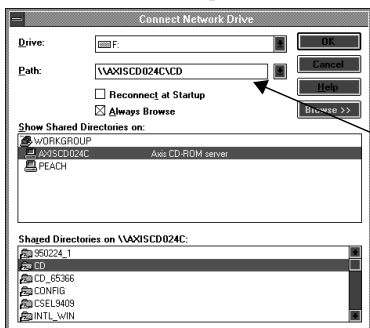 Connect Network Drive
Drive: F: OK
Path: \\AXISCD024C\CD Cancel
Help
Reconnect at Startup
Always Browse Browse >>
Show Shared Directories on:
WORKGROUP
AXISCD024C Axis CD-ROM server
PEACH
Shared Directories on \\AXISCD024C:
950224_1
CD
CD_65366
CONFIG
CSEL9409
INTL_WIN